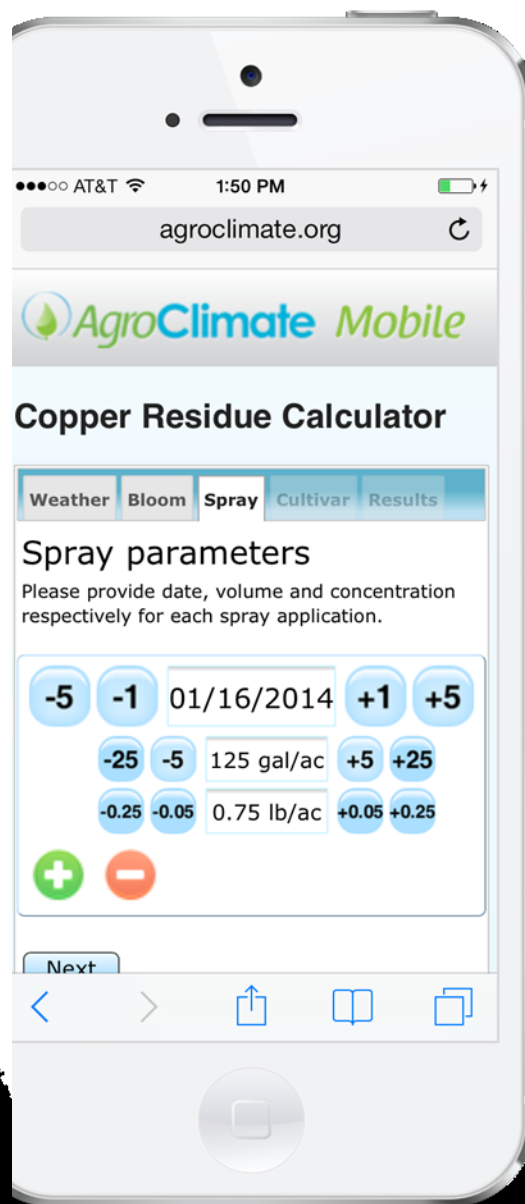 AT&T 1:50 PM
agroclimate.org
AgroClimate Mobile
Copper Residue Calculator
Weather Bloom Spray Cultivar Results
Spray parameters
Please provide date, volume and concentration
respectively for each spray application.
-5 -1 01/16/2014 +1 +5
-25 -5 125 gal/ac +5 +25
-0.25 -0.05 0.75 lb/ac +0.05 +0.25
Next